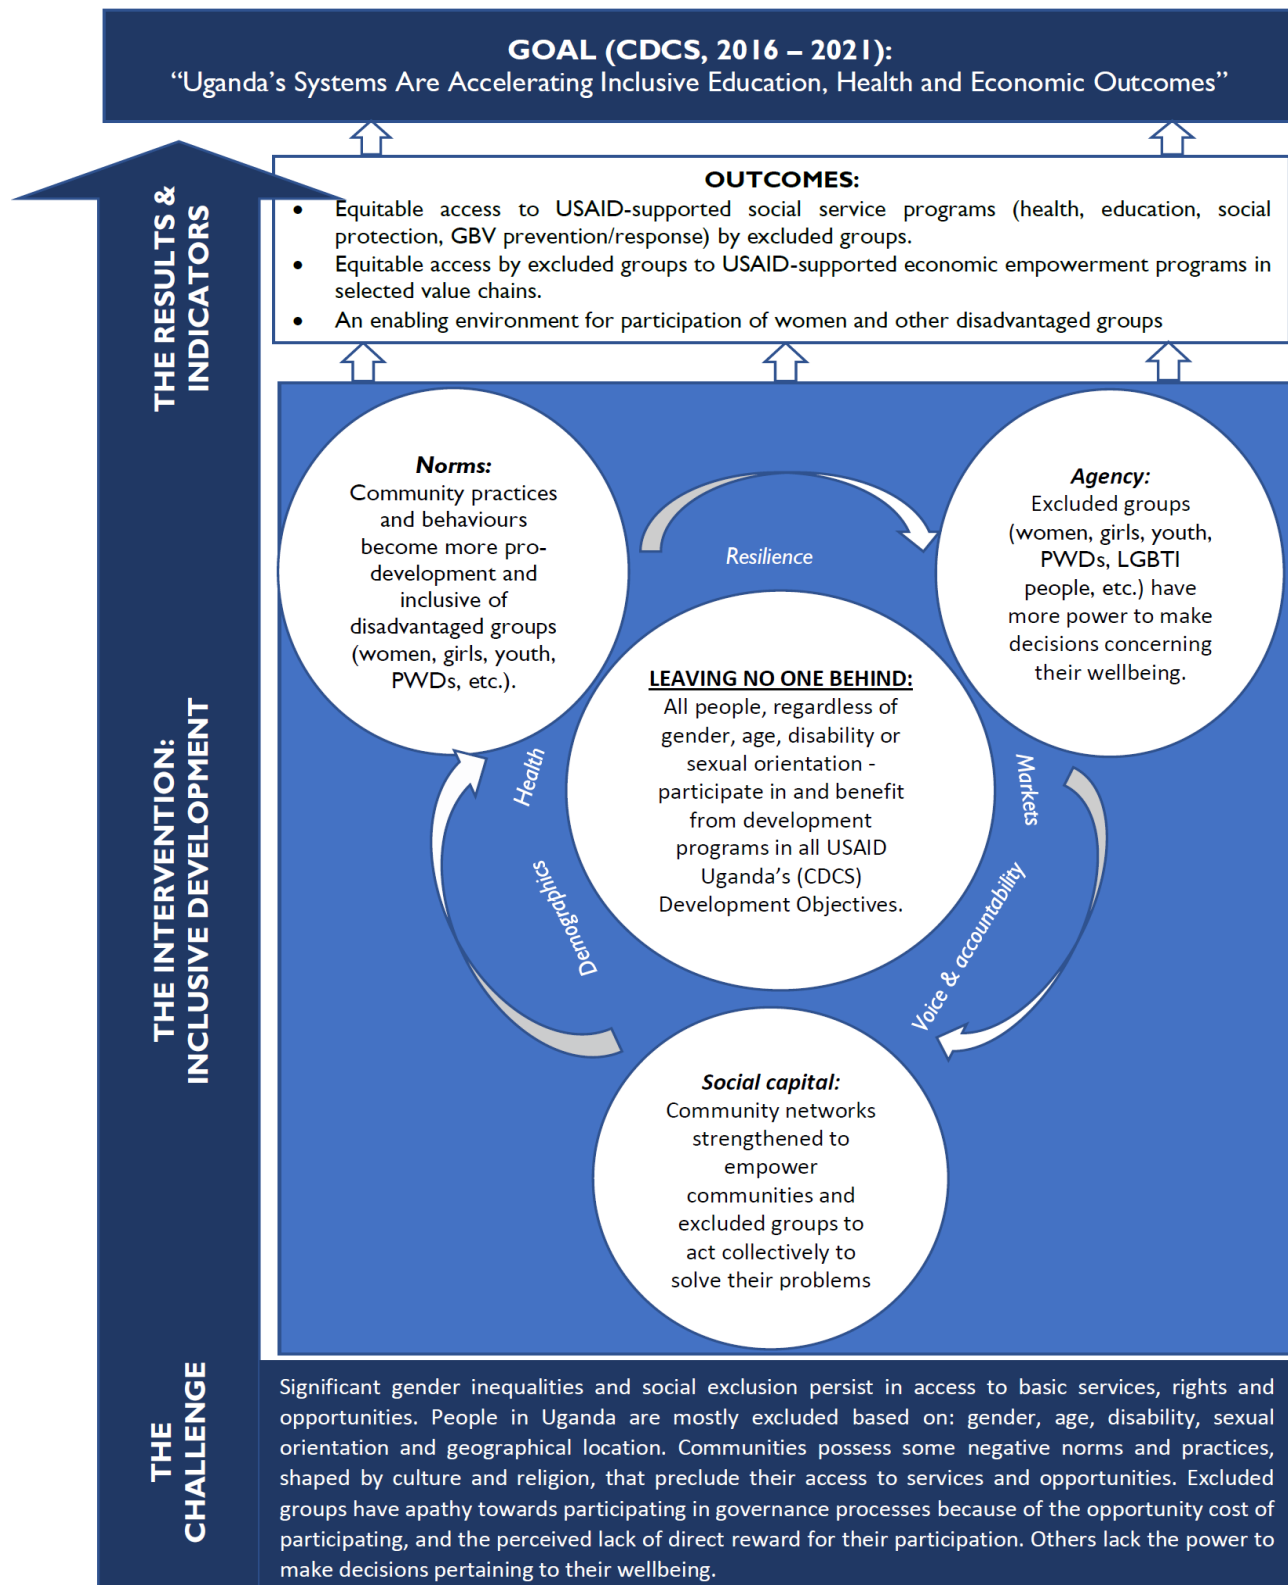 GOAL (CDCS, 2016 – 2021):
“Uganda’s Systems Are Accelerating Inclusive Education, Health and Economic Outcomes”
THE RESULTS &
INDICATORS
OUTCOMES:
• Equitable access to USAID-supported social service programs (health, education, social
protection, GBV prevention/response) by excluded groups.
• Equitable access by excluded groups to USAID-supported economic empowerment programs in
selected value chains.
• An enabling environment for participation of women and other disadvantaged groups
THE INTERVENTION:
INCLUSIVE DEVELOPMENT
Norms:
Community practices
and behaviours
become more pro-
development and
inclusive of
disadvantaged groups
(women, girls, youth,
PWDs, etc.).
Resilience
Agency:
Excluded groups
(women, girls, youth,
PWDs, LGBTI
people, etc.) have
more power to make
decisions concerning
their wellbeing.
LEAVING NO ONE BEHIND:
All people, regardless of
gender, age, disability or
sexual orientation -
participate in and benefit
from development
programs in all USAID
Uganda’s (CDCS)
Development Objectives.
Health
Markets
Demographics
Voice & accountability
Social capital:
Community networks
strengthened to
empower
communities and
excluded groups to
act collectively to
solve their problems
THE
CHALLENGE
Significant gender inequalities and social exclusion persist in access to basic services, rights and
opportunities. People in Uganda are mostly excluded based on: gender, age, disability, sexual
orientation and geographical location. Communities possess some negative norms and practices,
shaped by culture and religion, that preclude their access to services and opportunities. Excluded
groups have apathy towards participating in governance processes because of the opportunity cost of
participating, and the perceived lack of direct reward for their participation. Others lack the power to
make decisions pertaining to their wellbeing.